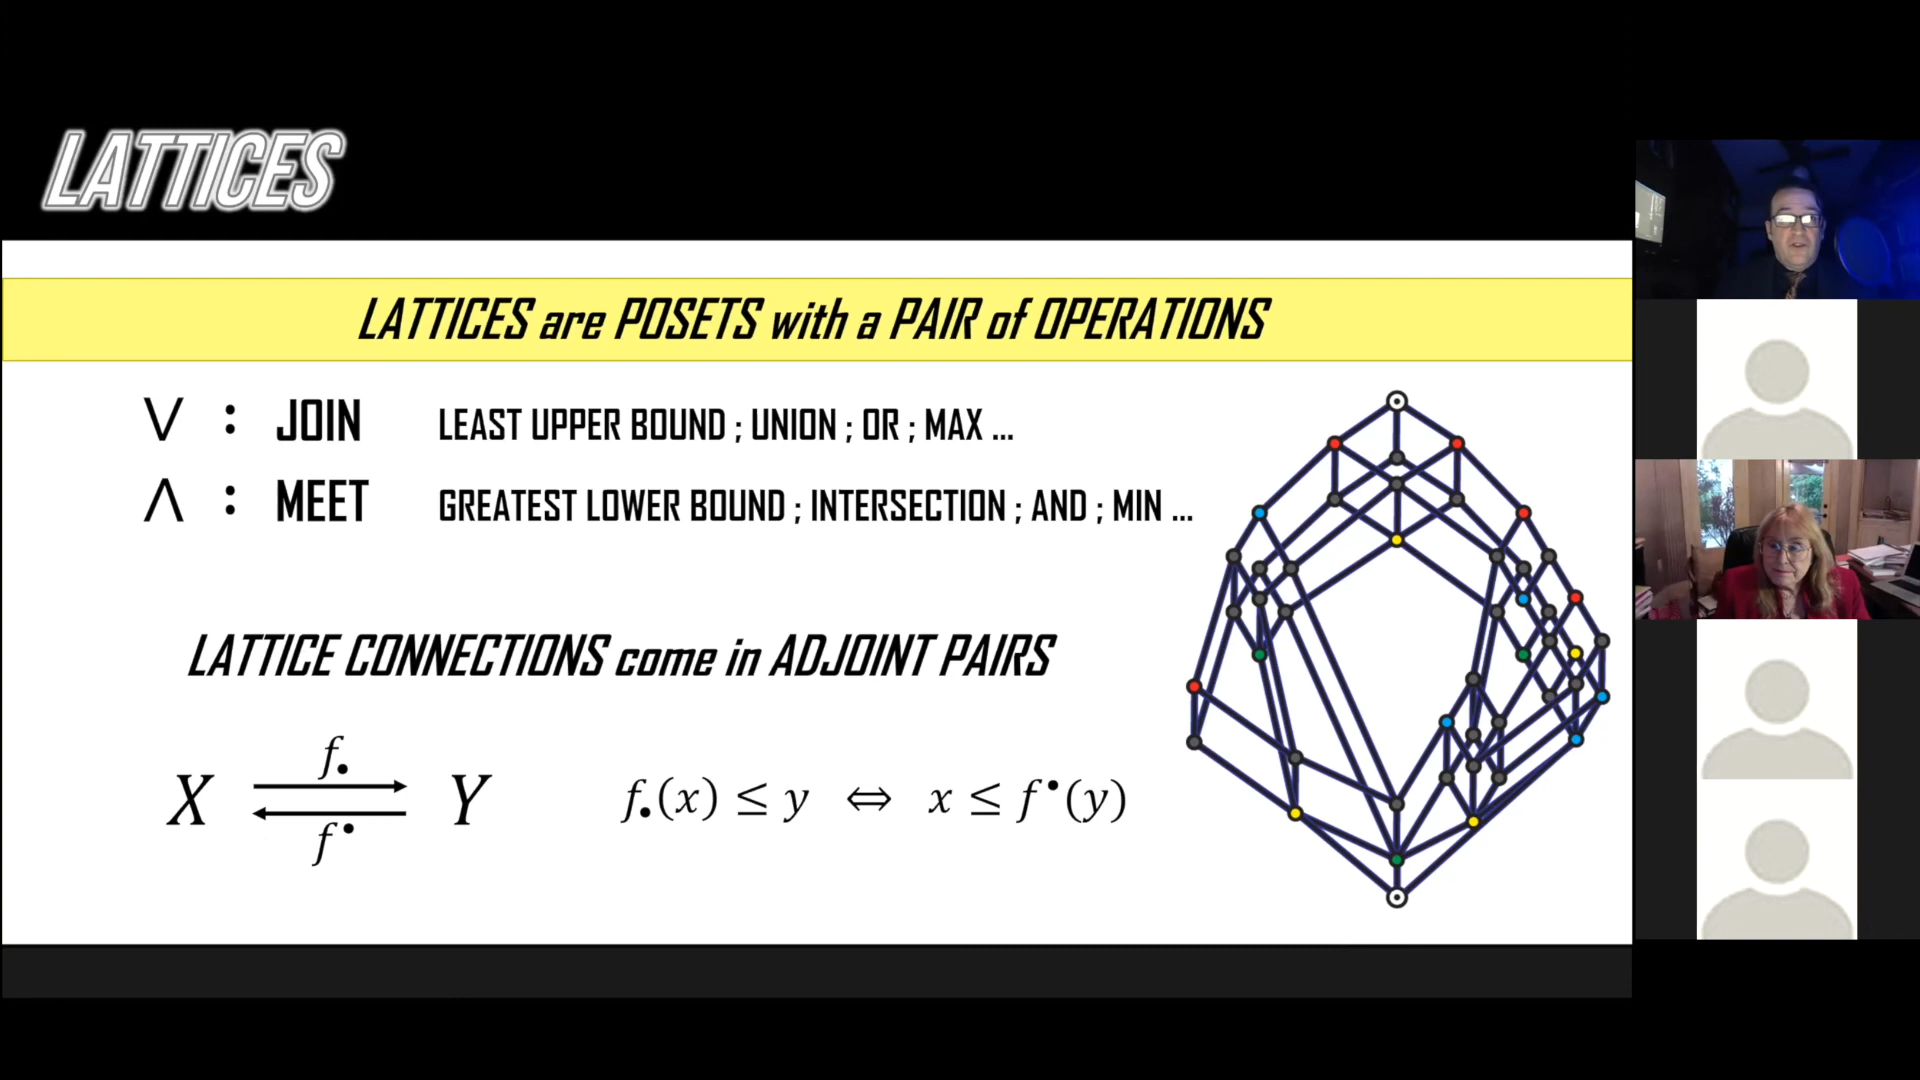 LATTICES
LATTICES are POSETS with a PAIR of OPERATIONS
⋁ : JOIN LEAST UPPER BOUND ; UNION ; OR ; MAX ...
⋀ : MEET GREATEST LOWER BOUND ; INTERSECTION ; AND ; MIN ...
LATTICE CONNECTIONS come in ADJOINT PAIRS
f•
X ⇄ Y
f•
f•(x) ≤ y ⇔ x ≤ f•(y)